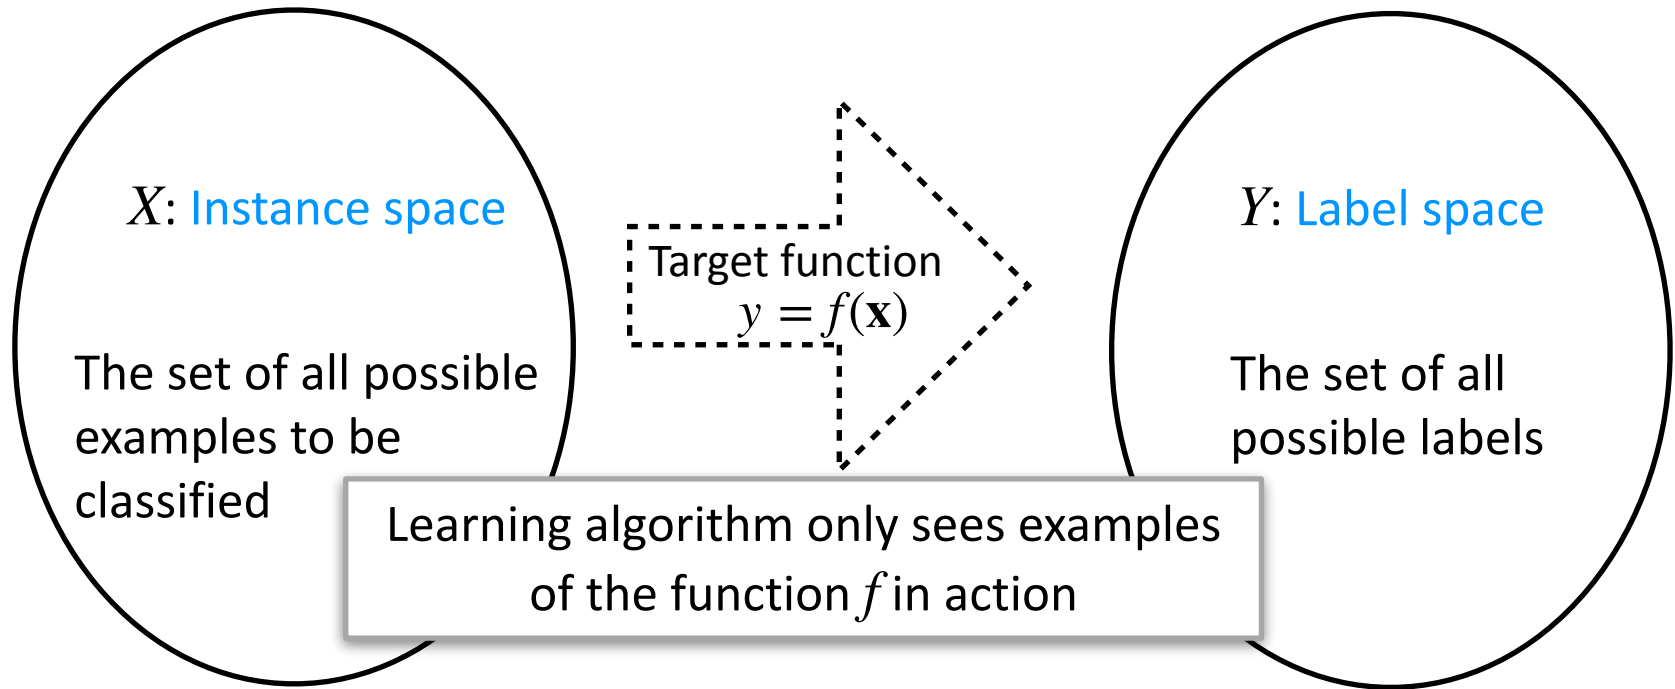 X: Instance space
The set of all possible
examples to be
classified
Target function
y = f(x)
Y: Label space
The set of all
possible labels
Learning algorithm only sees examples
of the function f in action